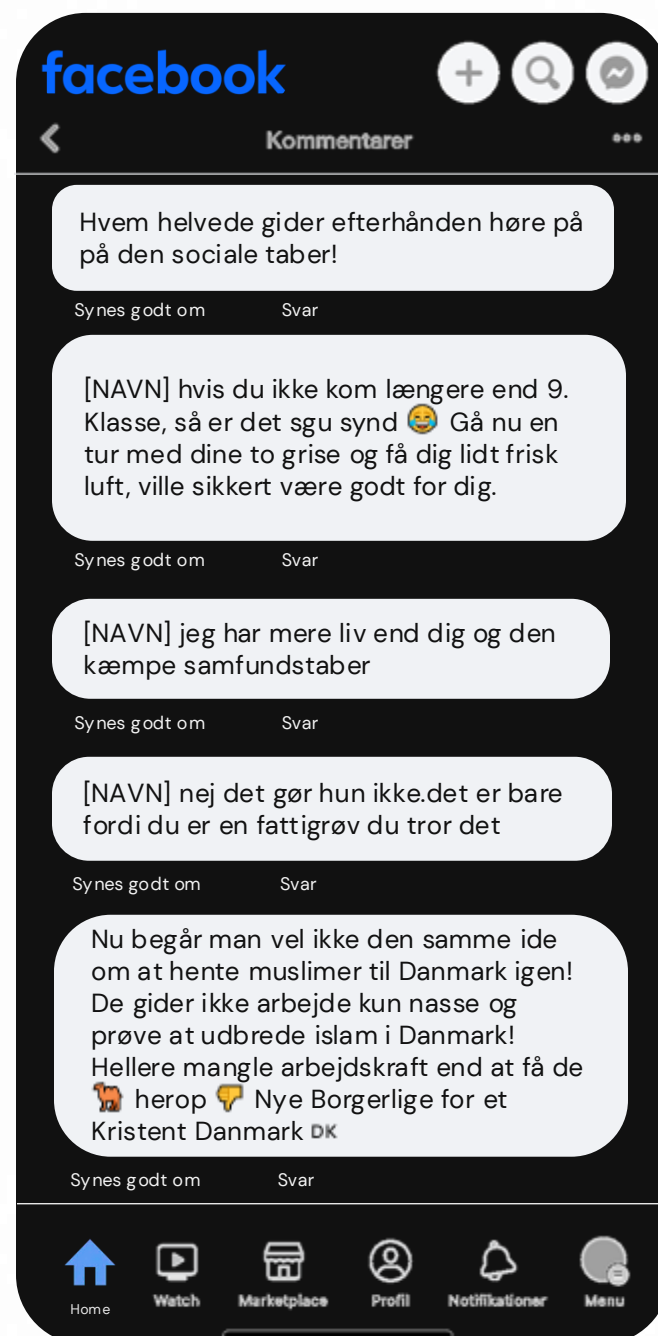 facebook
Kommentarer
Hvem helvede gider efterhånden høre på
på den sociale taber!
Synes godt om Svar
[NAVN] hvis du ikke kom længere end 9.
Klasse, så er det sgu synd 😂 Gå nu en
tur med dine to grise og få dig lidt frisk
luft, ville sikkert være godt for dig.
Synes godt om Svar
[NAVN] jeg har mere liv end dig og den
kæmpe samfundstaber
Synes godt om Svar
[NAVN] nej det gør hun ikke.det er bare
fordi du er en fattigrøv du tror det
Synes godt om Svar
Nu begår man vel ikke den samme ide
om at hente muslimer til Danmark igen!
De gider ikke arbejde kun nasse og
prøve at udbrede islam i Danmark!
Hellere mangle arbejdskraft end at få de
🐫 herop 👎 Nye Borgerlige for et
Kristent Danmark DK
Synes godt om Svar
Home Watch Marketplace Profil Notifikationer Menu